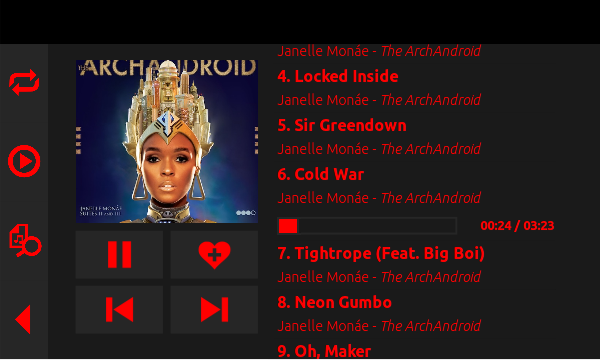 THE
ARCHANDROID
JANELLE MONÁE
SUITES II AND III
Janelle Monáe - The ArchAndroid
4. Locked Inside
Janelle Monáe - The ArchAndroid
5. Sir Greendown
Janelle Monáe - The ArchAndroid
6. Cold War
Janelle Monáe - The ArchAndroid
00:24 / 03:23
7. Tightrope (Feat. Big Boi)
Janelle Monáe - The ArchAndroid
8. Neon Gumbo
Janelle Monáe - The ArchAndroid
9. Oh, Maker